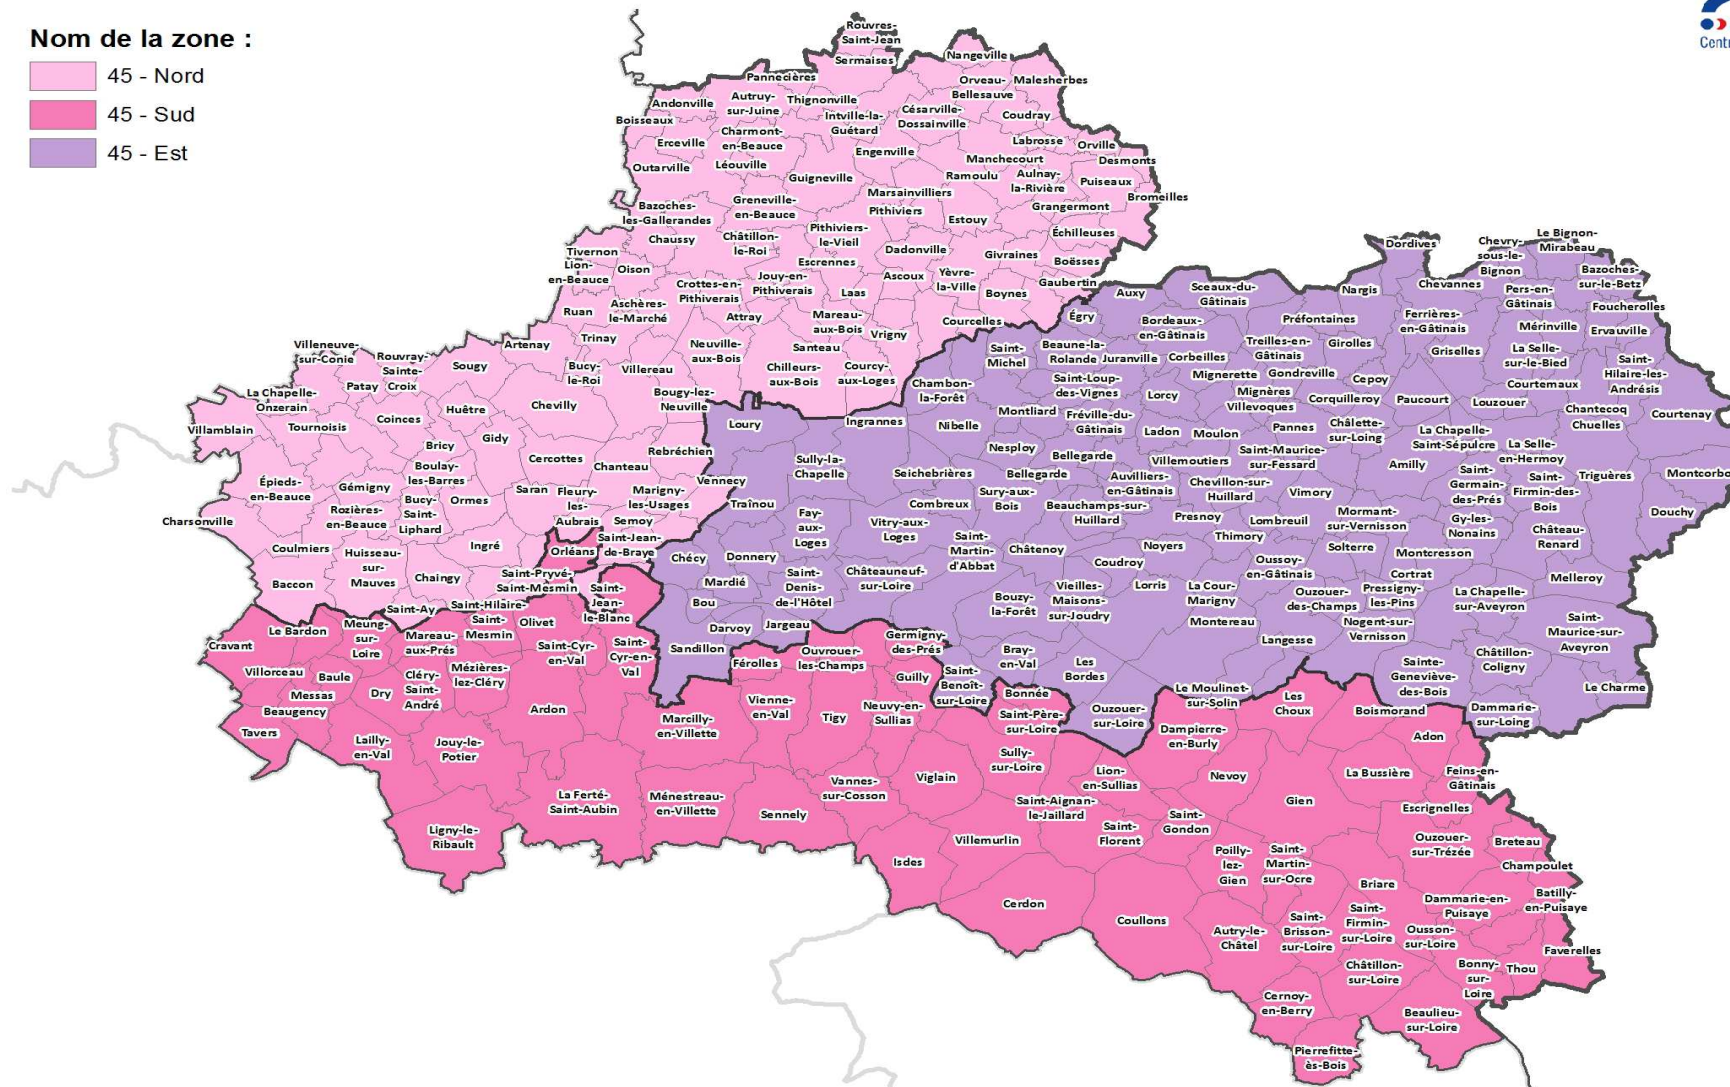 Nom de la zone :
45 - Nord
45 - Sud
45 - Est
Centr
Rouvres-
Saint-Jean
Sermaises
Nangeville
Pannecières
Orveau-
Bellesauve
Malesherbes
Andonville
Autruy-
sur-Juine
Thignonville
Césarville-
Dossainville
Coudray
Boisseaux
Intville-la-
Guétard
Charmont-
en-Beauce
Erceville
Labrosse
Orville
Engenville
Manchecourt
Desmonts
Outarville
Léouville
Guigneville
Ramoulu
Aulnay-
la-Rivière
Puiseaux
Marsainvilliers
Bromeilles
Bazoches-
les-Gallerandes
Greneville-
en-Beauce
Pithiviers
Estouy
Grangermont
Chaussy
Châtillon-
le-Roi
Pithiviers-
le-Vieil
Échilleuses
Tivernon
Dadonville
Givraines
Boësses
Lion-
en-Beauce
Oison
Escrennes
Ascoux
Yèvre-
la-Ville
Gaubertin
Crottes-en-
Pithiverais
Jouy-en-
Pithiverais
Laas
Boynes
Ruan
Aschères-
le-Marché
Attray
Mareau-
aux-Bois
Vrigny
Courcelles
Trinay
Neuville-
aux-Bois
Santeau
Artenay
Villeneuve-
sur-Conie
Rouvray-
Sainte-
Croix
Patay
Sougy
Bucy-
le-Roi
Villereau
Chilleurs-
aux-Bois
Courcy-
aux-Loges
La Chapelle-
Onzerain
Bougy-lez-
Neuville
Chevilly
Huêtre
Coinces
Tournoisis
Villamblain
Bricy
Gidy
Rebréchien
Cercottes
Chanteau
Boulay-
les-Barres
Épieds-
en-Beauce
Gémigny
Bucy-
Saint-
Liphard
Ormes
Saran
Fleury-
les-
Aubrais
Marigny-
les-Usages
Vennecy
Rozières-
en-Beauce
Charsonville
Semoy
Saint-Jean-
de-Braye
Coulmiers
Huisseau-
sur-
Mauves
Ingré
Orléans
Baccon
Chaingy
Saint-Pryvé-
Saint-Mesmin
Saint-
Jean-
le-Blanc
Saint-Ay
Saint-Hilaire-
Saint-
Mesmin
Olivet
Le Bardon
Meung-
sur-
Loire
Mareau-
aux-Prés
Cravant
Saint-Cyr-
en-Val
Saint-
Cyr-en-
Val
Villorceau
Baule
Mézières-
lez-Cléry
Cléry-
Saint-
André
Dry
Messas
Beaugency
Ardon
Tavers
Lailly-
en-Val
Jouy-le-
Potier
Marcilly-
en-Villette
La Ferté-
Saint-Aubin
Ménestreau-
en-Villette
Ligny-le-
Ribault
Sennely
Férolles
Ouvrouer-
les-Champs
Germigny-
des-Prés
Guilly
Vienne-
en-Val
Tigy
Neuvy-en-
Sullias
Vannes-
sur-Cosson
Viglain
Isdes
Villemurlin
Cerdon
Bonnée
Saint-Père-
sur-Loire
Sully-
sur-Loire
Lion-
en-Sullias
Saint-Aignan-
le-Jaillard
Saint-
Florent
Coullons
Saint-
Gondon
Dampierre-
en-Burly
Nevoy
Les
Choux
Boismorand
Adon
La Bussière
Feins-en-
Gâtinais
Gien
Escrignelles
Ouzouer-
sur-Trézée
Breteau
Champoulet
Poilly-
lez-
Gien
Saint-
Martin-
sur-Ocre
Briare
Batilly-
en-Puisaye
Dammarie-en-
Puisaye
Autry-le-
Châtel
Saint-
Brisson-
sur-Loire
Saint-
Firmin-
sur-Loire
Ousson-
sur-Loire
Faverelles
Châtillon-
sur-Loire
Bonny-
sur-
Loire
Thou
Cernoy-
en-Berry
Beaulieu-
sur-Loire
Pierrefitte-
ès-Bois
Dordives
Chevry-
sous-le-
Bignon
Le Bignon-
Mirabeau
Bazoches-
sur-le-Betz
Chevannes
Pers-en-
Gâtinais
Foucherolles
Auxy
Sceaux-du-
Gâtinais
Nargis
Égry
Bordeaux-
en-Gâtinais
Préfontaines
Ferrières-
en-Gâtinais
Mérinville
Ervauville
Saint-
Michel
Beaune-la-
Rolande
Juranville
Corbeilles
Treilles-en-
Gâtinais
Girolles
Griselles
La Selle-
sur-le-Bied
Saint-
Hilaire-les-
Andrésis
Chambon-
la-Forêt
Saint-Loup-
des-Vignes
Mignerette
Gondreville
Cepoy
Courtemaux
Lorcy
Mignères
Villevoques
Corquilleroy
Paucourt
Louzouer
Chantecoq
Chuelles
Courtenay
Loury
Ingrannes
Nibelle
Montliard
Fréville-du-
Gâtinais
Ladon
Moulon
Pannes
Châlette-
sur-Loing
La Chapelle-
Saint-Sépulcre
La Selle-
en-Hermoy
Nesploy
Bellegarde
Villemoutiers
Saint-Maurice-
sur-Fessard
Amilly
Saint-
Germain-
des-Prés
Saint-
Firmin-des-
Bois
Triguères
Montcorbo
Sully-la-
Chapelle
Seichebrières
Bellegarde
Auvilliers-
en-Gâtinais
Chevillon-sur-
Huillard
Vimory
Traînou
Combreux
Sury-aux-
Bois
Beauchamps-sur-
Huillard
Presnoy
Lombreuil
Mormant-
sur-Vernisson
Gy-les-
Nonains
Douchy
Château-
Renard
Fay-
aux-
Loges
Vitry-aux-
Loges
Saint-
Martin-
d'Abbat
Châtenoy
Noyers
Thimory
Solterre
Montcresson
Chécy
Donnery
Coudroy
Oussoy-
en-Gâtinais
Cortrat
Melleroy
Mardié
Saint-
Denis-
de-l'Hôtel
Châteauneuf-
sur-Loire
Vieilles-
Maisons-
sur-Joudry
Lorris
La Cour-
Marigny
Ouzouer-
des-Champs
Pressigny-
les-Pins
La Chapelle-
sur-Aveyron
Bou
Bouzy-
la-Forêt
Montereau
Nogent-sur-
Vernisson
Saint-
Maurice-sur-
Aveyron
Darvoy
Jargeau
Langesse
Sandillon
Bray-
en-Val
Les
Bordes
Sainte-
Geneviève-
des-Bois
Châtillon-
Coligny
Saint-
Benoît-
sur-Loire
Le Charme
Le Moulinet-
sur-Solin
Ouzouer-
sur-Loire
Dammarie-
sur-Loing